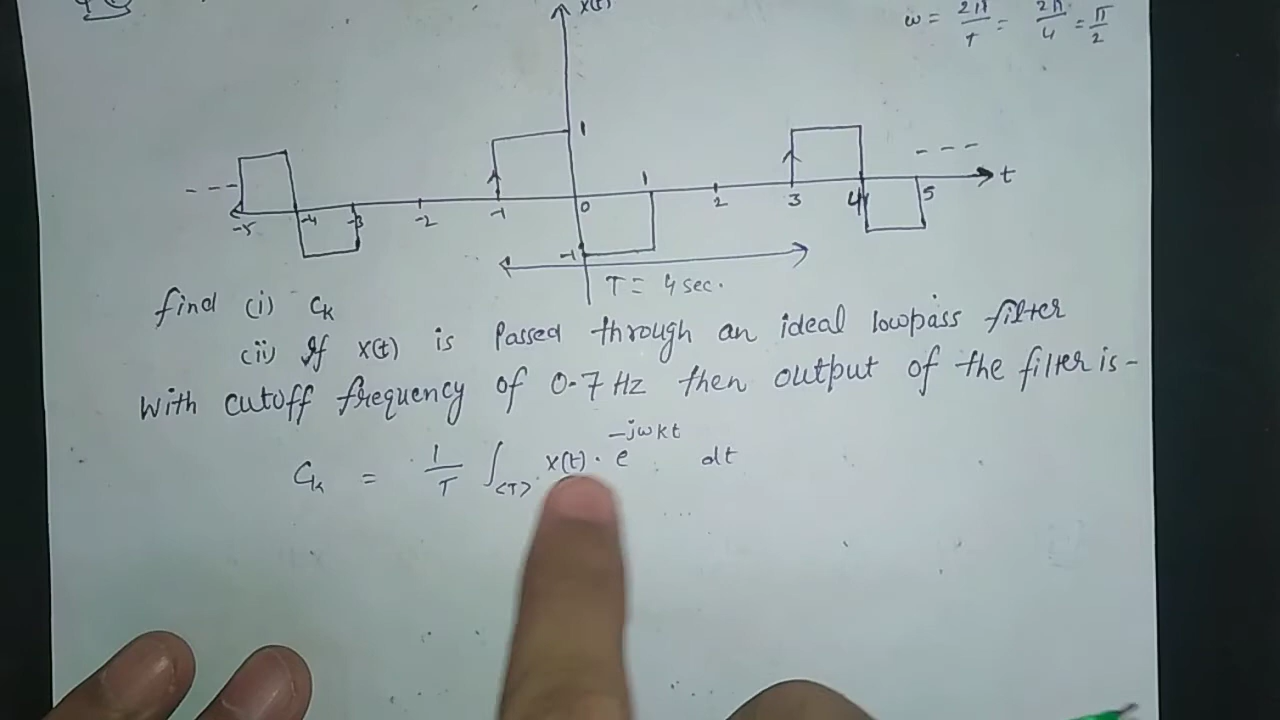 x(t)
ω = 2π/T = 2π/4 = π/2
1
1
-5 -4 -3 -2 -1 0 2 3 4 5 t
-1
T = 4 sec.
find (i) Ck
(ii) If x(t) is Passed through an ideal lowpass filter
With cutoff frequency of 0.7 Hz then output of the filter is -
Ck = 1/T ∫<T> x(t) · e^-jωkt dt